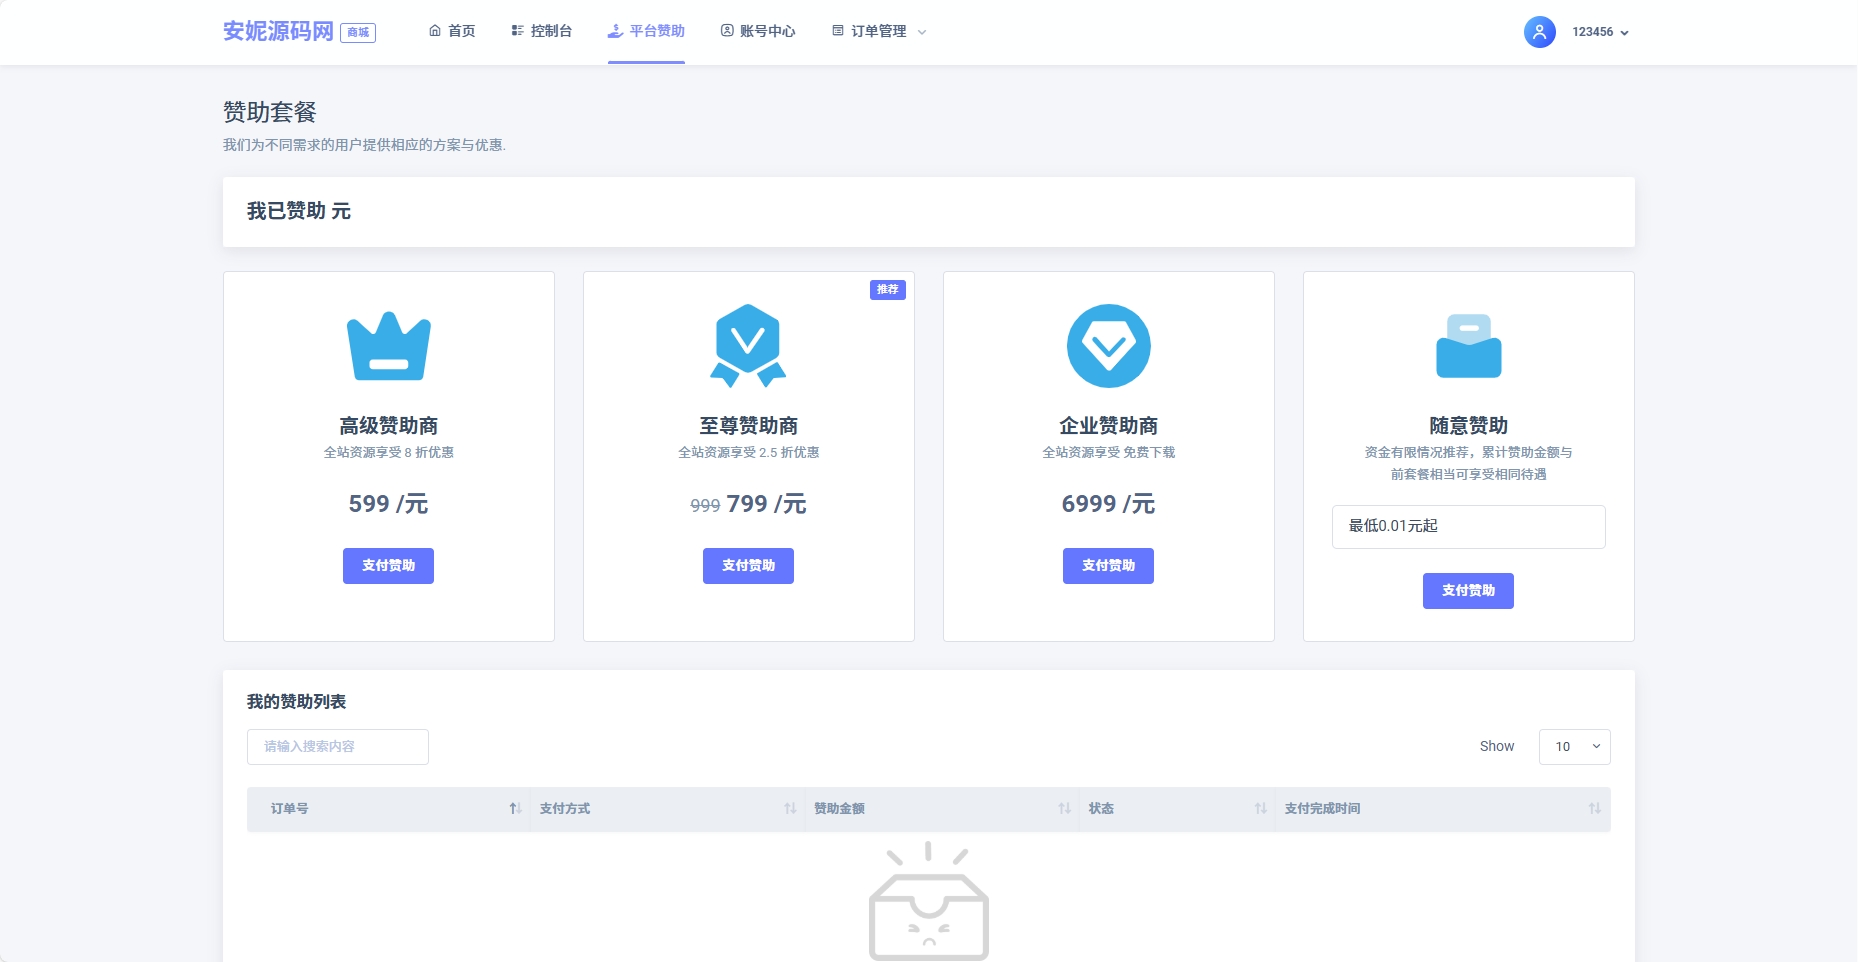 安妮源码网 商城 首页 控制台 平台赞助 账号中心 订单管理 123456
赞助套餐
我们为不同需求的用户提供相应的方案与优惠.
我已赞助 元
高级赞助商
全站资源享受 8 折优惠
599 /元
支付赞助
推荐
至尊赞助商
全站资源享受 2.5 折优惠
999 799 /元
支付赞助
企业赞助商
全站资源享受 免费下载
6999 /元
支付赞助
随意赞助
资金有限情况推荐，累计赞助金额与
前套餐相当可享受相同待遇
最低0.01元起
支付赞助
我的赞助列表
请输入搜索内容 Show 10
订单号 支付方式 赞助金额 状态 支付完成时间